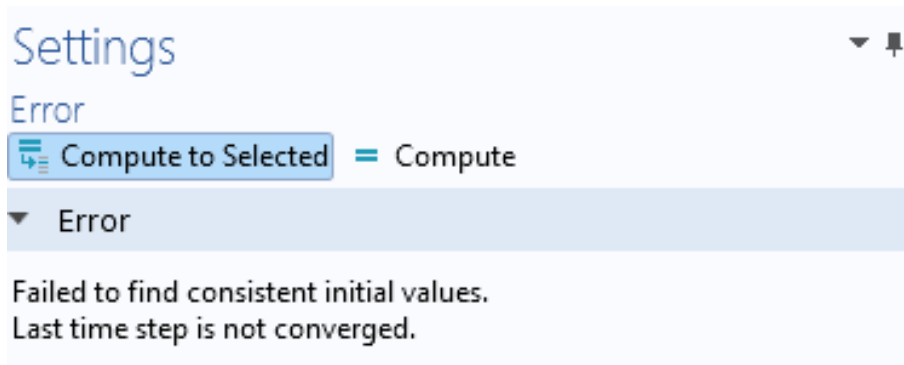 Settings
Error
Compute to Selected = Compute
Error
Failed to find consistent initial values.
Last time step is not converged.